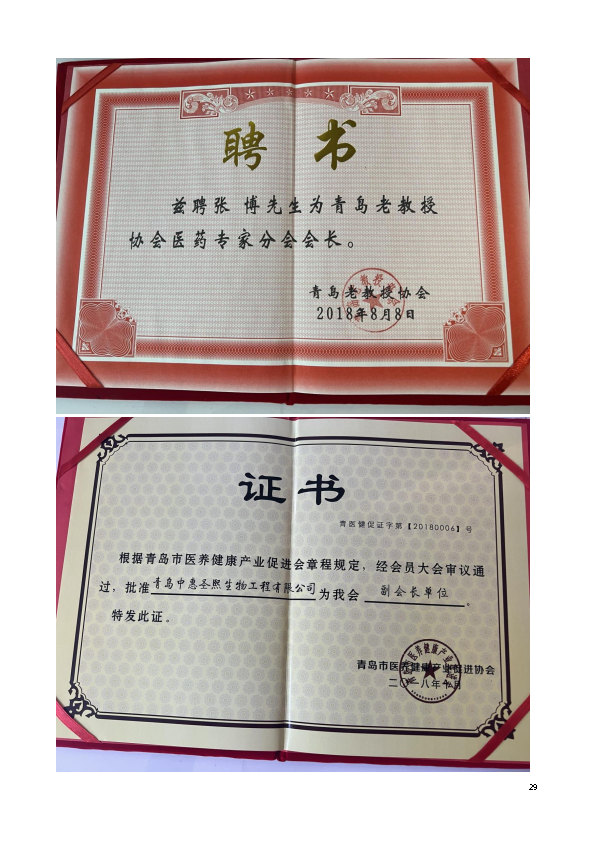 聘书
兹聘张 博先生为青岛老教授
协会医药专家分会会长。
青岛老教授协会
2018年8月8日
证书
青医健促证字第【20180006】号
根据青岛市医养健康产业促进会章程规定，经会员大会审议通
过，批准青岛中惠圣熙生物工程有限公司为我会 副会长单位。
特发此证。
青岛市医养健康产业促进协会
二〇一八年 月
29